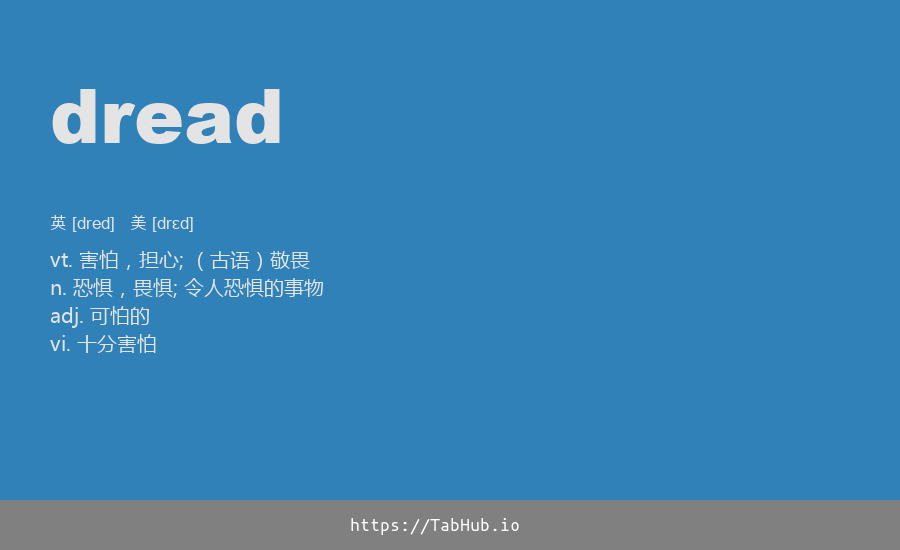 dread
英 [dred]   美 [drɛd]
vt. 害怕，担心; （古语）敬畏
n. 恐惧，畏惧; 令人恐惧的事物
adj. 可怕的
vi. 十分害怕
https://TabHub.io